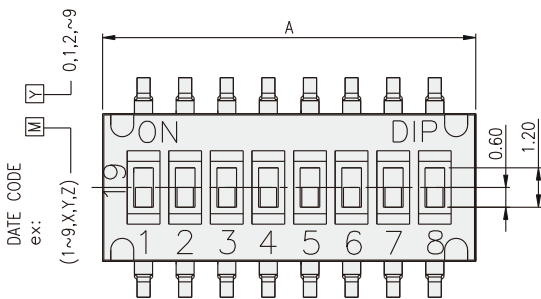 A
DATE CODE
ex:
M
(1~9,X,Y,Z)
Y
0,1,2,~9
ON
DIP
19
1 2 3 4 5 6 7 8
0.60
1.20